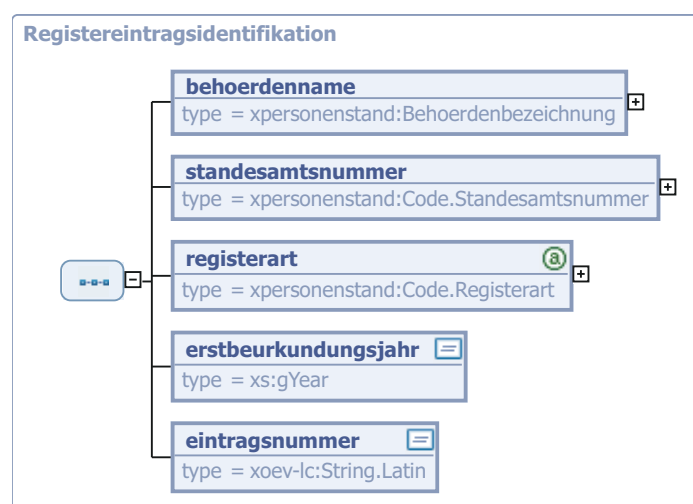 Registereintragsidentifikation
behoerdenname
type = xpersonenstand:Behoerdenbezeichnung
standesamtsnummer
type = xpersonenstand:Code.Standesamtsnummer
registerart
type = xpersonenstand:Code.Registerart
erstbeurkundungsjahr
type = xs:gYear
eintragsnummer
type = xoev-lc:String.Latin